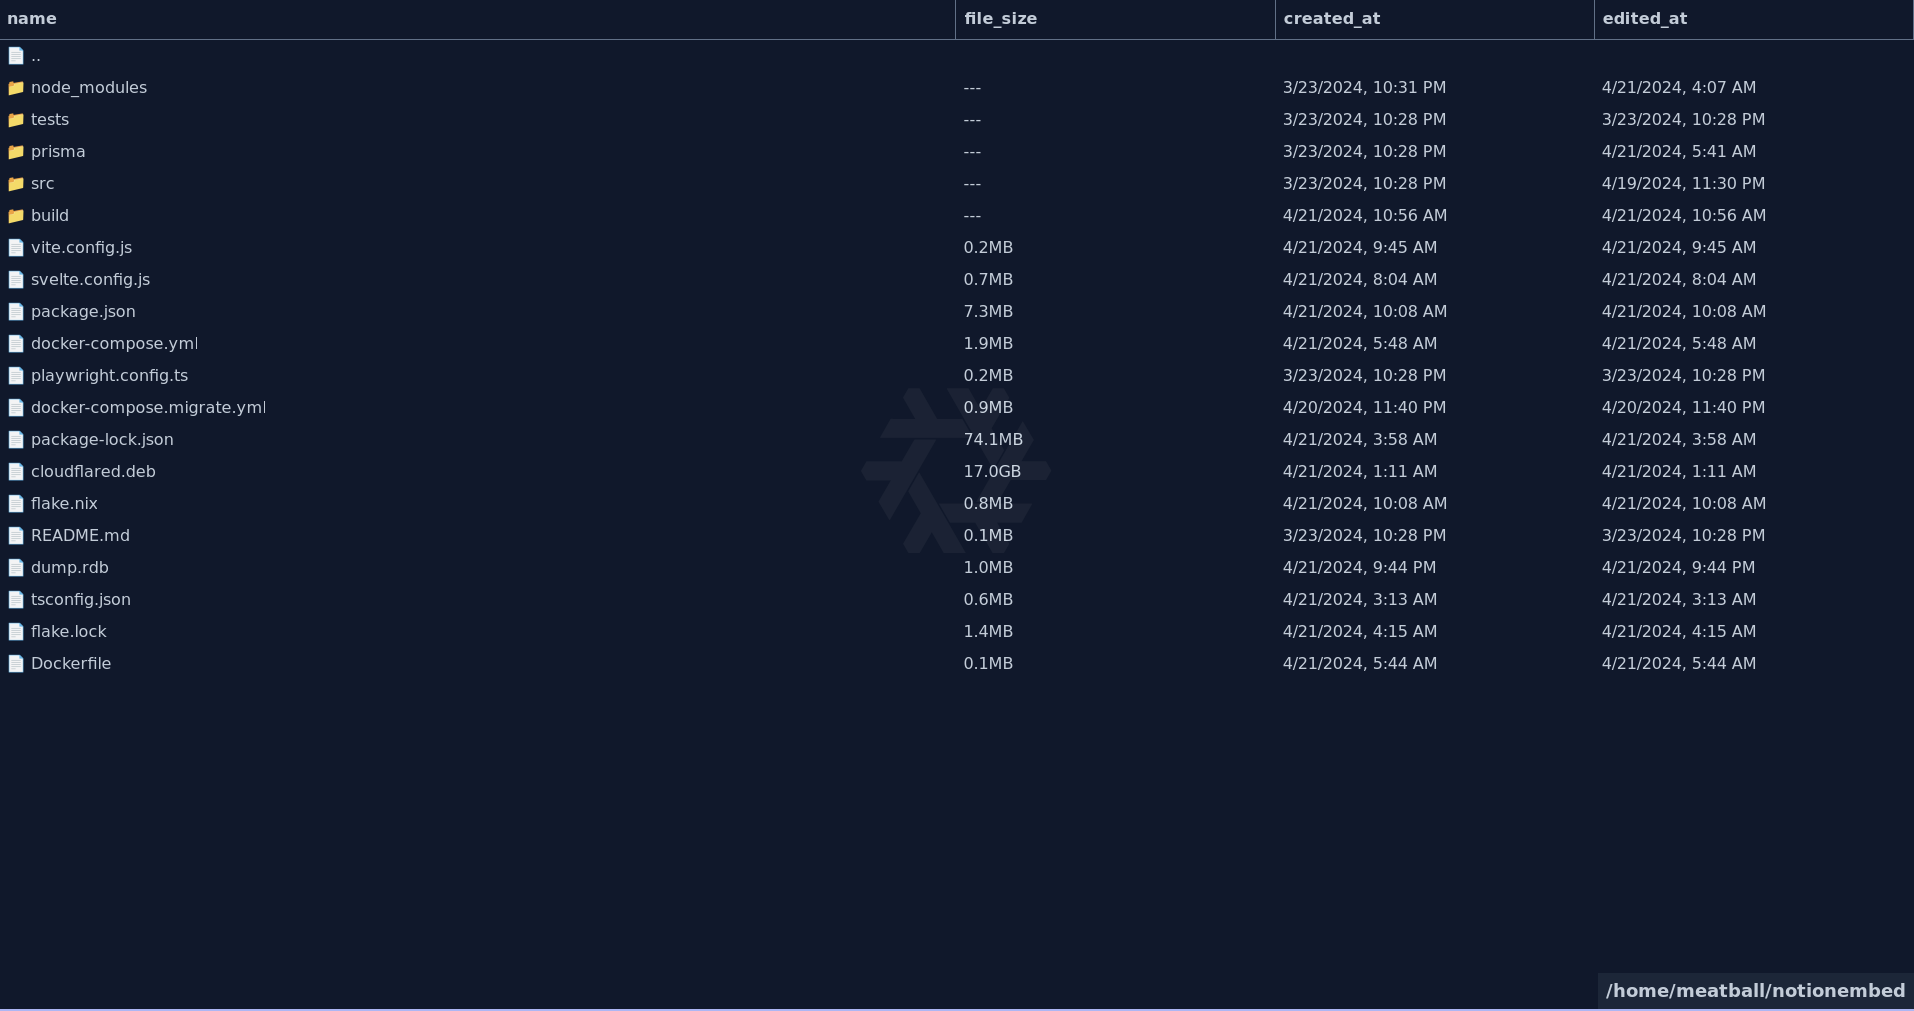 name file_size created_at edited_at
..
node_modules --- 3/23/2024, 10:31 PM 4/21/2024, 4:07 AM
tests --- 3/23/2024, 10:28 PM 3/23/2024, 10:28 PM
prisma --- 3/23/2024, 10:28 PM 4/21/2024, 5:41 AM
src --- 3/23/2024, 10:28 PM 4/19/2024, 11:30 PM
build --- 4/21/2024, 10:56 AM 4/21/2024, 10:56 AM
vite.config.js 0.2MB 4/21/2024, 9:45 AM 4/21/2024, 9:45 AM
svelte.config.js 0.7MB 4/21/2024, 8:04 AM 4/21/2024, 8:04 AM
package.json 7.3MB 4/21/2024, 10:08 AM 4/21/2024, 10:08 AM
docker-compose.yml 1.9MB 4/21/2024, 5:48 AM 4/21/2024, 5:48 AM
playwright.config.ts 0.2MB 3/23/2024, 10:28 PM 3/23/2024, 10:28 PM
docker-compose.migrate.yml 0.9MB 4/20/2024, 11:40 PM 4/20/2024, 11:40 PM
package-lock.json 74.1MB 4/21/2024, 3:58 AM 4/21/2024, 3:58 AM
cloudflared.deb 17.0GB 4/21/2024, 1:11 AM 4/21/2024, 1:11 AM
flake.nix 0.8MB 4/21/2024, 10:08 AM 4/21/2024, 10:08 AM
README.md 0.1MB 3/23/2024, 10:28 PM 3/23/2024, 10:28 PM
dump.rdb 1.0MB 4/21/2024, 9:44 PM 4/21/2024, 9:44 PM
tsconfig.json 0.6MB 4/21/2024, 3:13 AM 4/21/2024, 3:13 AM
flake.lock 1.4MB 4/21/2024, 4:15 AM 4/21/2024, 4:15 AM
Dockerfile 0.1MB 4/21/2024, 5:44 AM 4/21/2024, 5:44 AM
/home/meatball/notionembed